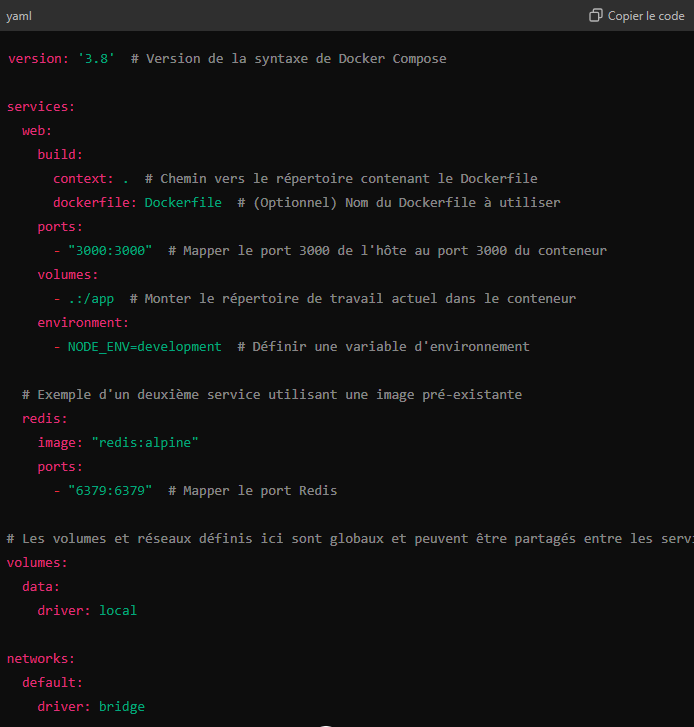 yaml
Copier le code
version: '3.8'  # Version de la syntaxe de Docker Compose
services:
  web:
    build:
      context: .  # Chemin vers le répertoire contenant le Dockerfile
      dockerfile: Dockerfile  # (Optionnel) Nom du Dockerfile à utiliser
    ports:
      - "3000:3000"  # Mapper le port 3000 de l'hôte au port 3000 du conteneur
    volumes:
      - .:/app  # Monter le répertoire de travail actuel dans le conteneur
    environment:
      - NODE_ENV=development  # Définir une variable d'environnement
  # Exemple d'un deuxième service utilisant une image pré-existante
  redis:
    image: "redis:alpine"
    ports:
      - "6379:6379"  # Mapper le port Redis
# Les volumes et réseaux définis ici sont globaux et peuvent être partagés entre les servi
volumes:
  data:
    driver: local
networks:
  default:
    driver: bridge